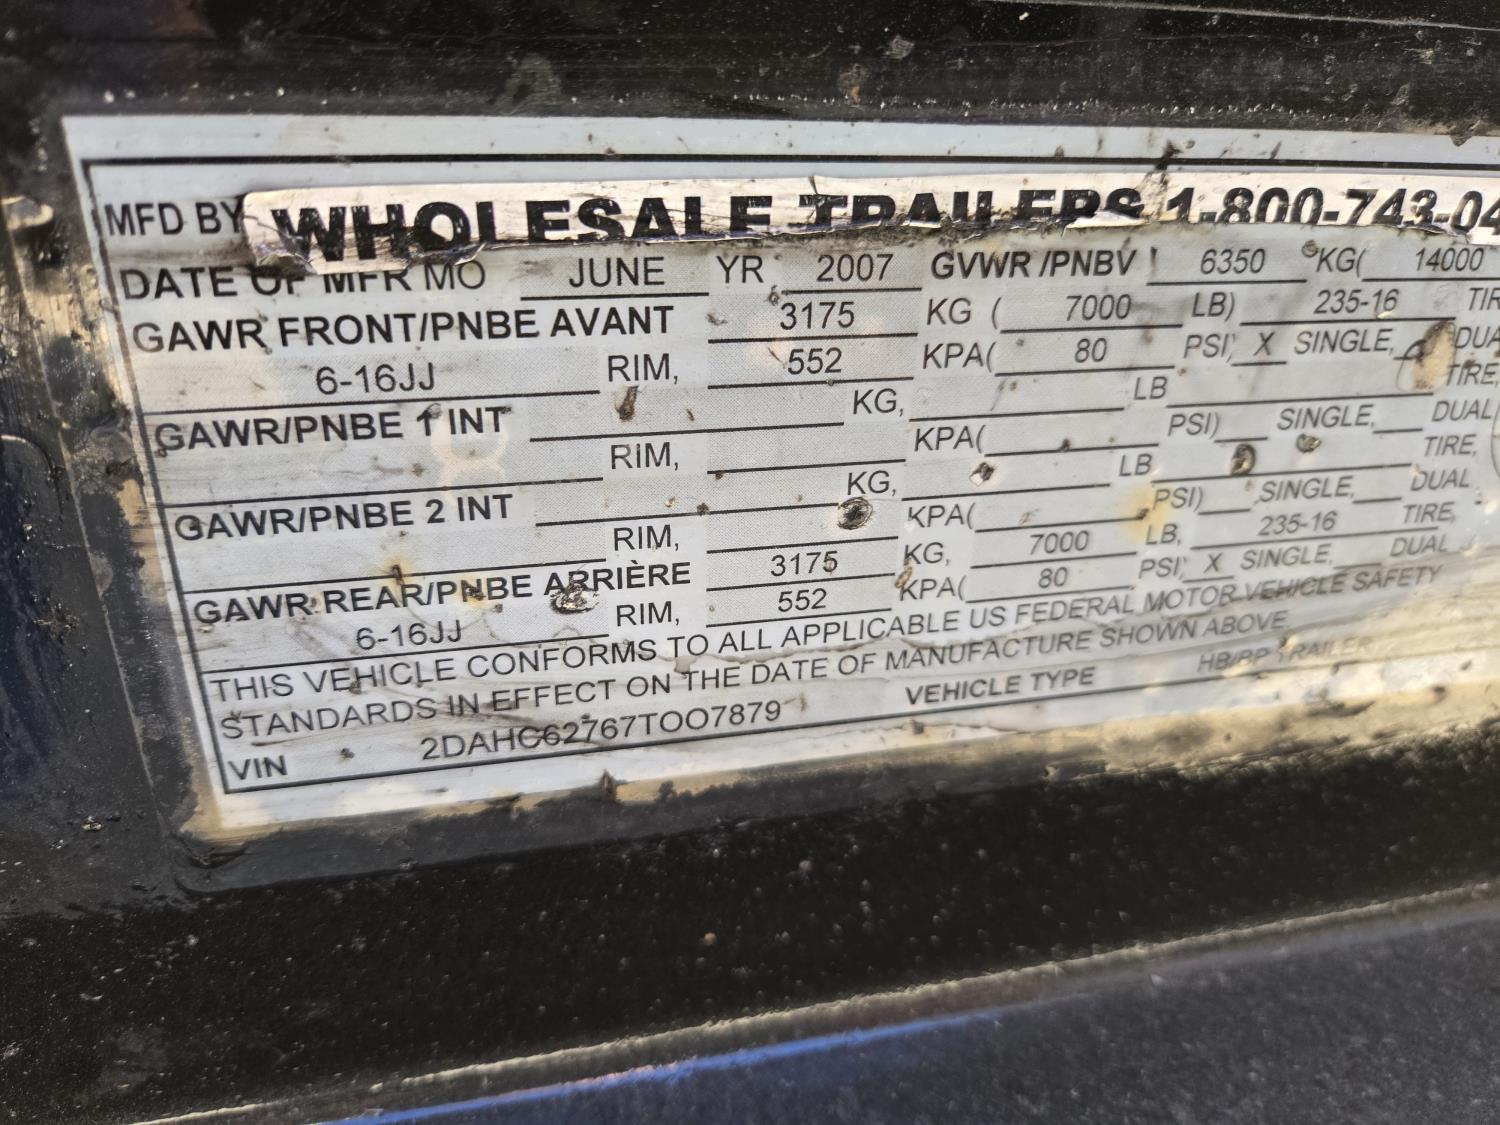 MFD BY WHOLESALE TRAILERS 1-800-743-04
DATE OF MFR MO JUNE YR 2007 GVWR /PNBV 6350 KG( 14000
GAWR FRONT/PNBE AVANT 3175 KG ( 7000 LB) 235-16 TIR
6-16JJ RIM, 552 KPA( 80 PSI) X SINGLE, DUA
GAWR/PNBE 1 INT KG, LB TIRE,
RIM, KPA( PSI) SINGLE, DUAL
GAWR/PNBE 2 INT KG, LB TIRE,
RIM, KPA( PSI) SINGLE, DUAL
GAWR REAR/PNBE ARRIÈRE 3175 KG, 7000 LB, 235-16 TIRE,
6-16JJ RIM, 552 KPA( 80 PSI) X SINGLE, DUAL
THIS VEHICLE CONFORMS TO ALL APPLICABLE US FEDERAL MOTOR VEHICLE SAFETY
STANDARDS IN EFFECT ON THE DATE OF MANUFACTURE SHOWN ABOVE.
VIN 2DAHC62767TOO7879 VEHICLE TYPE TRAILER